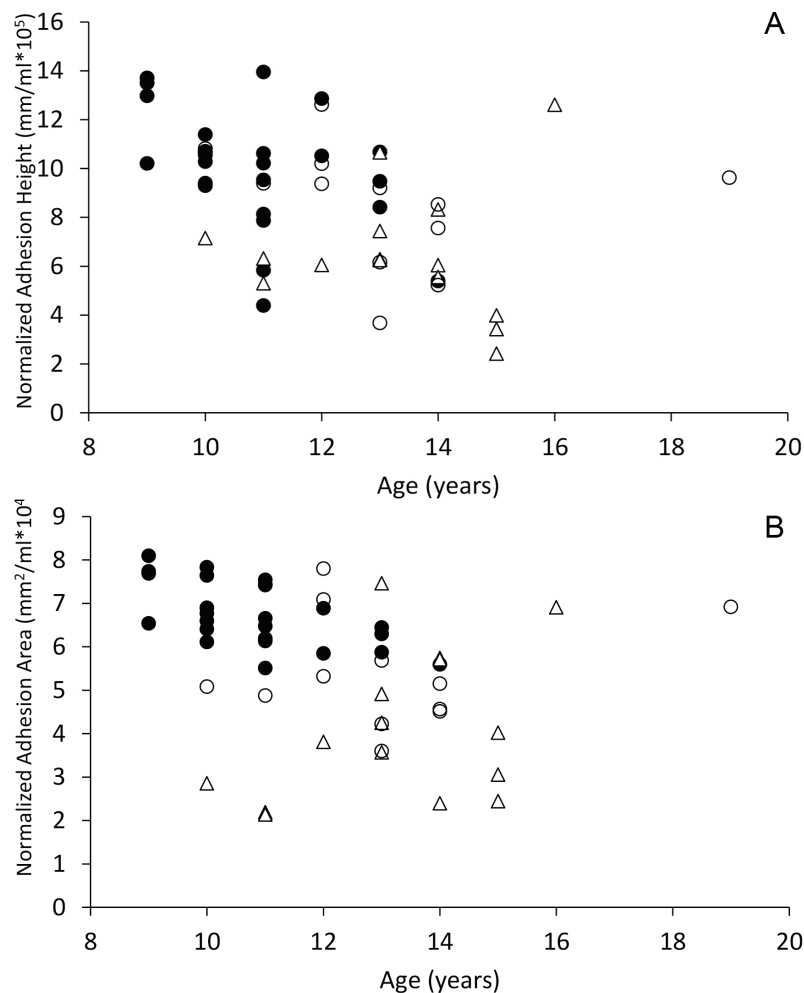 A
Normalized Adhesion Height (mm/ml*10⁵)
16
14
12
10
8
6
4
2
0
8 10 12 14 16 18 20
Age (years)
B
Normalized Adhesion Area (mm²/ml*10⁴)
9
8
7
6
5
4
3
2
1
0
8 10 12 14 16 18 20
Age (years)